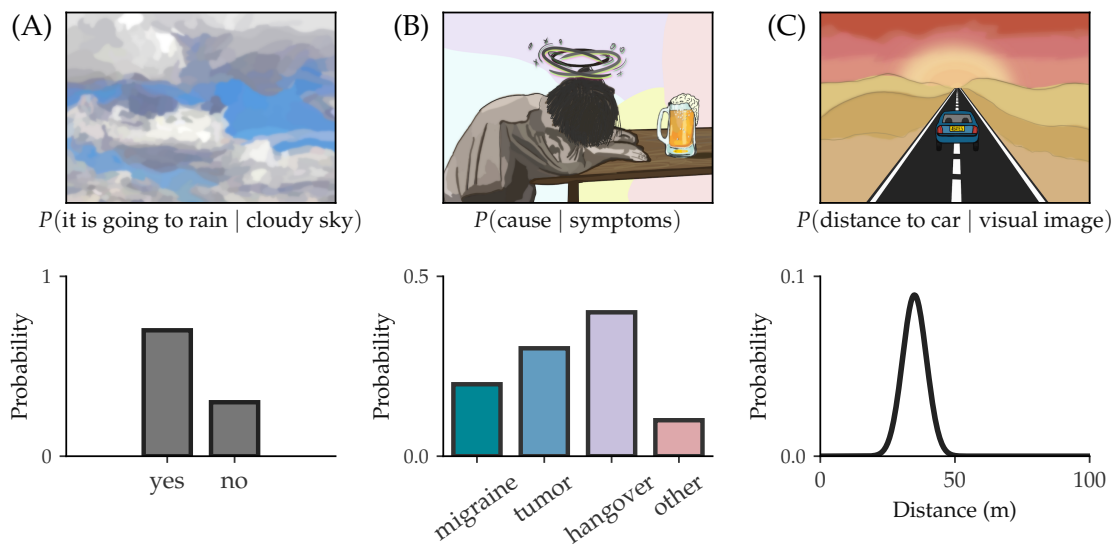 (A)
(B)
(C)
P(it is going to rain | cloudy sky)
P(cause | symptoms)
P(distance to car | visual image)
Probability
1
0
yes
no
Probability
0.5
0.0
migraine
tumor
hangover
other
Probability
0.1
0.0
0
50
100
Distance (m)